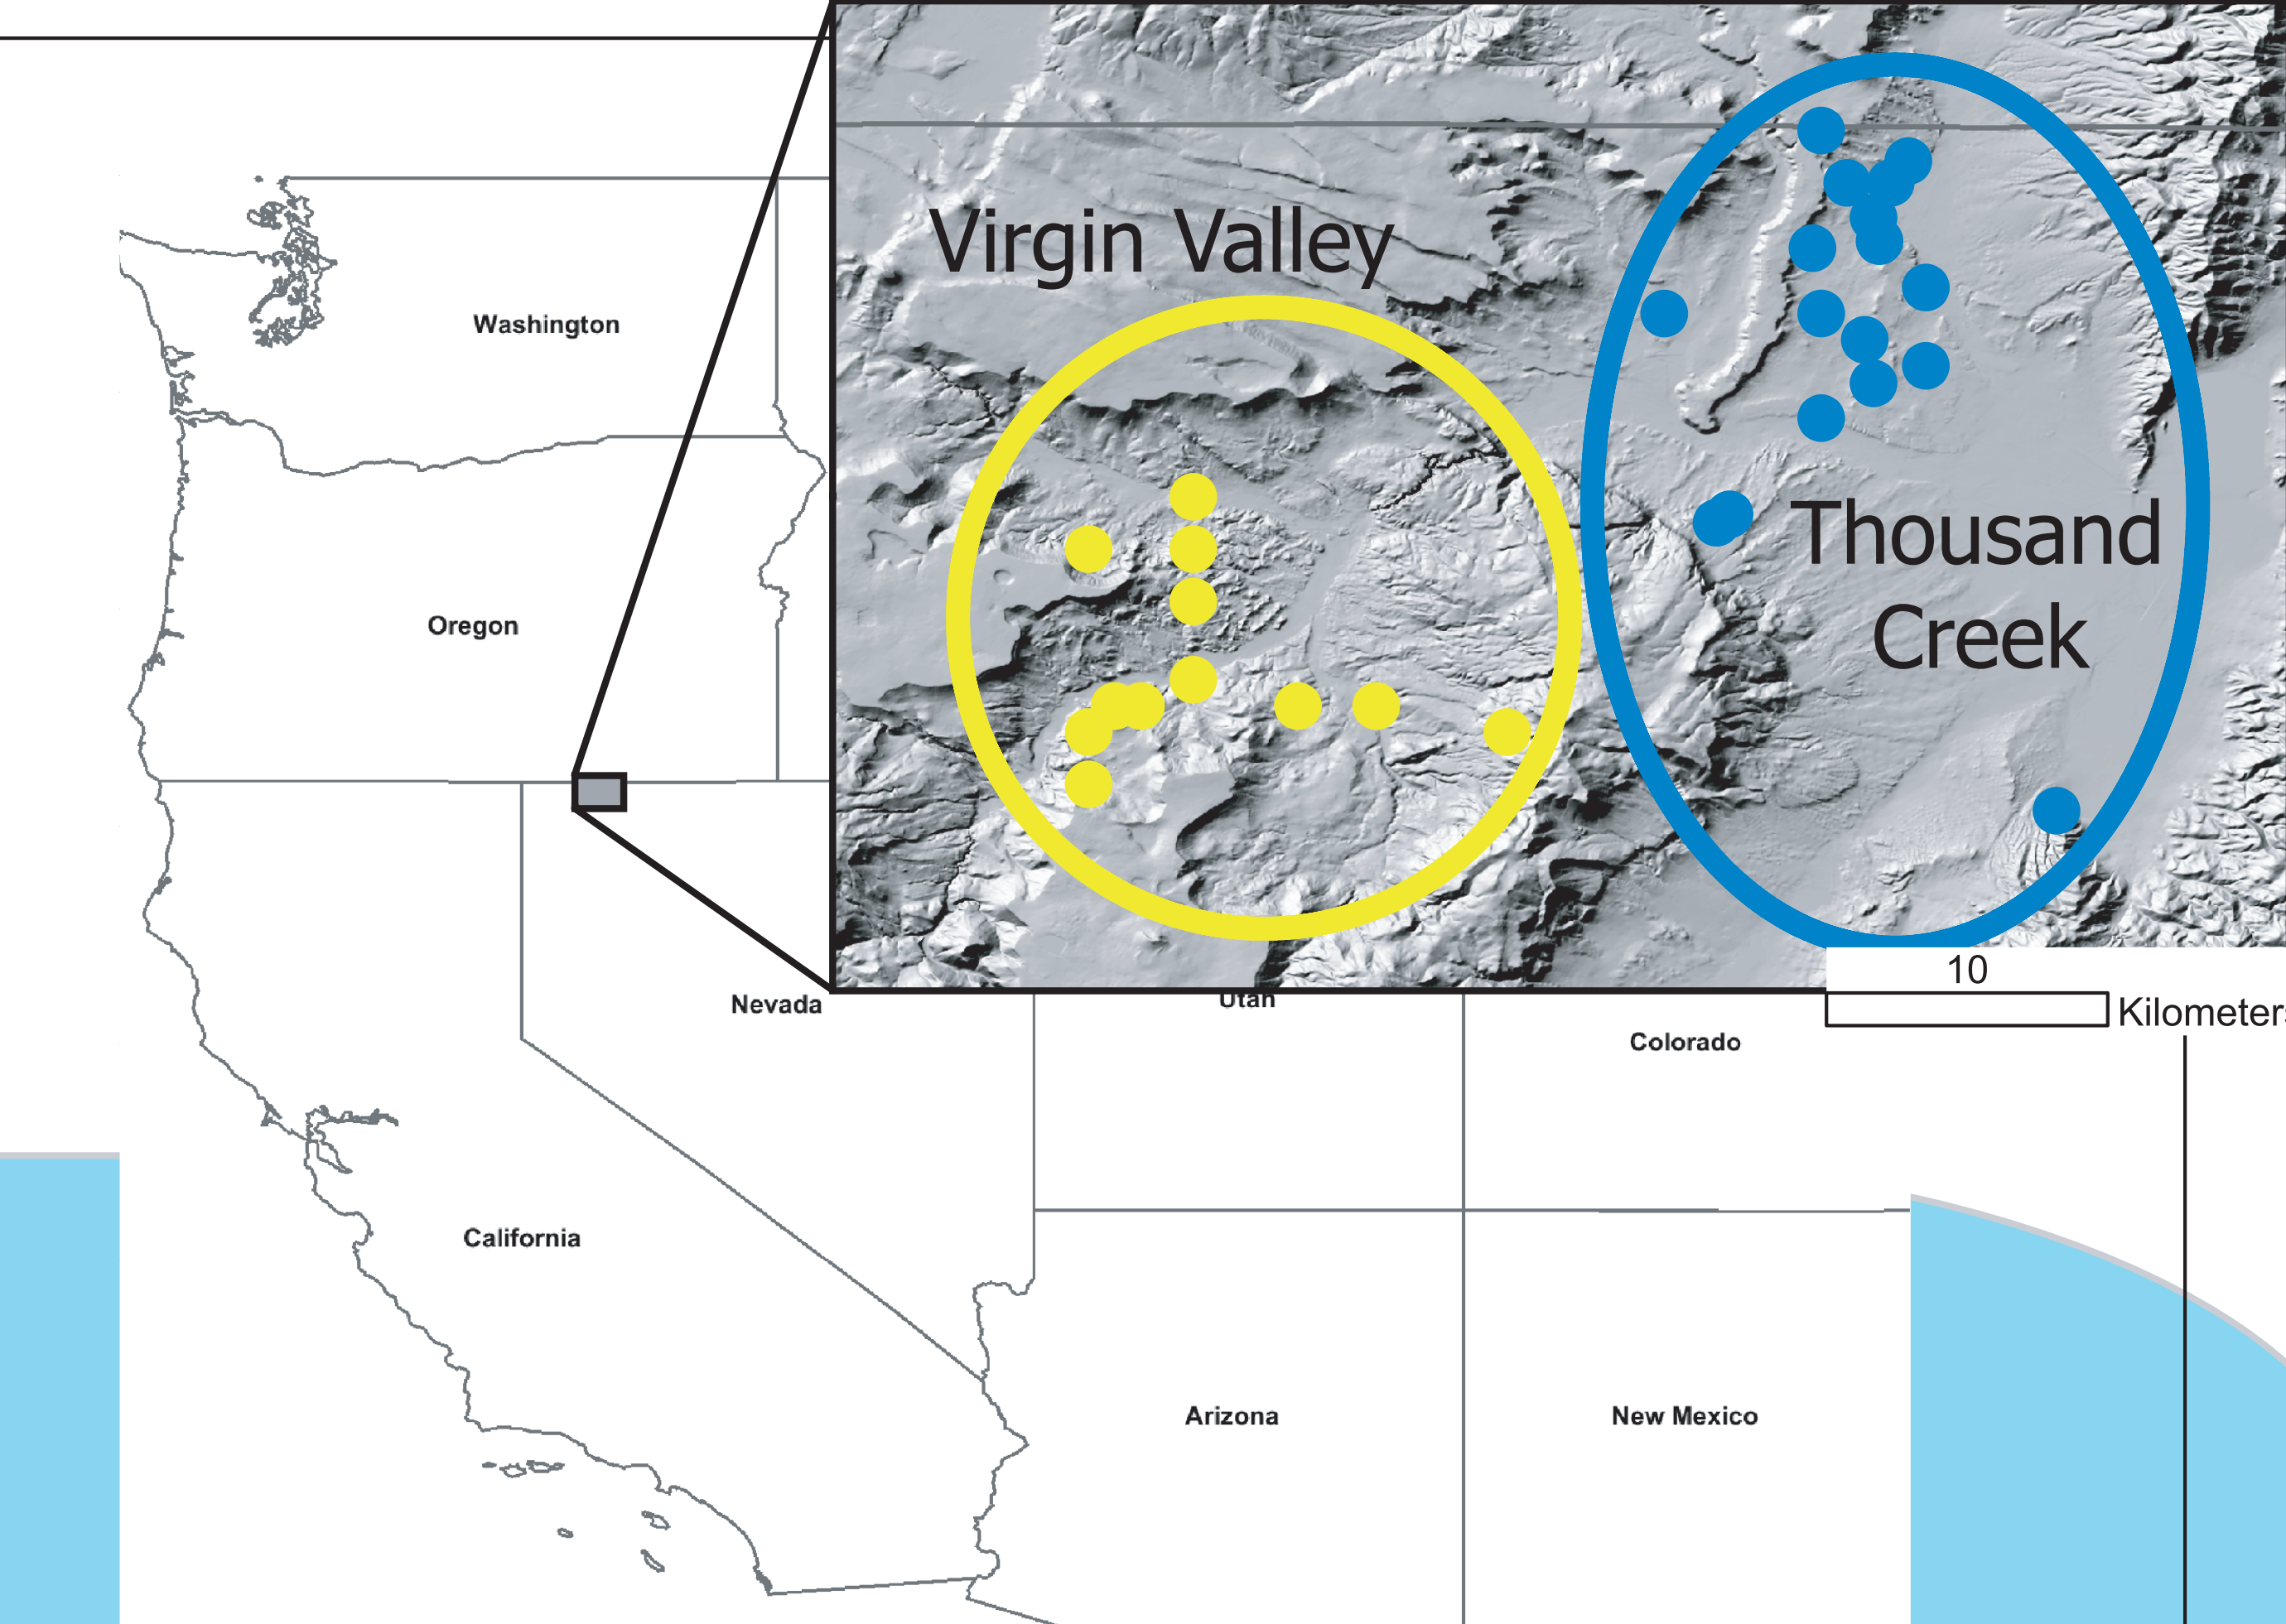 Virgin Valley
Washington
Thousand
Creek
Oregon
10
Kilometers
Nevada
Utah
Colorado
California
Arizona
New Mexico